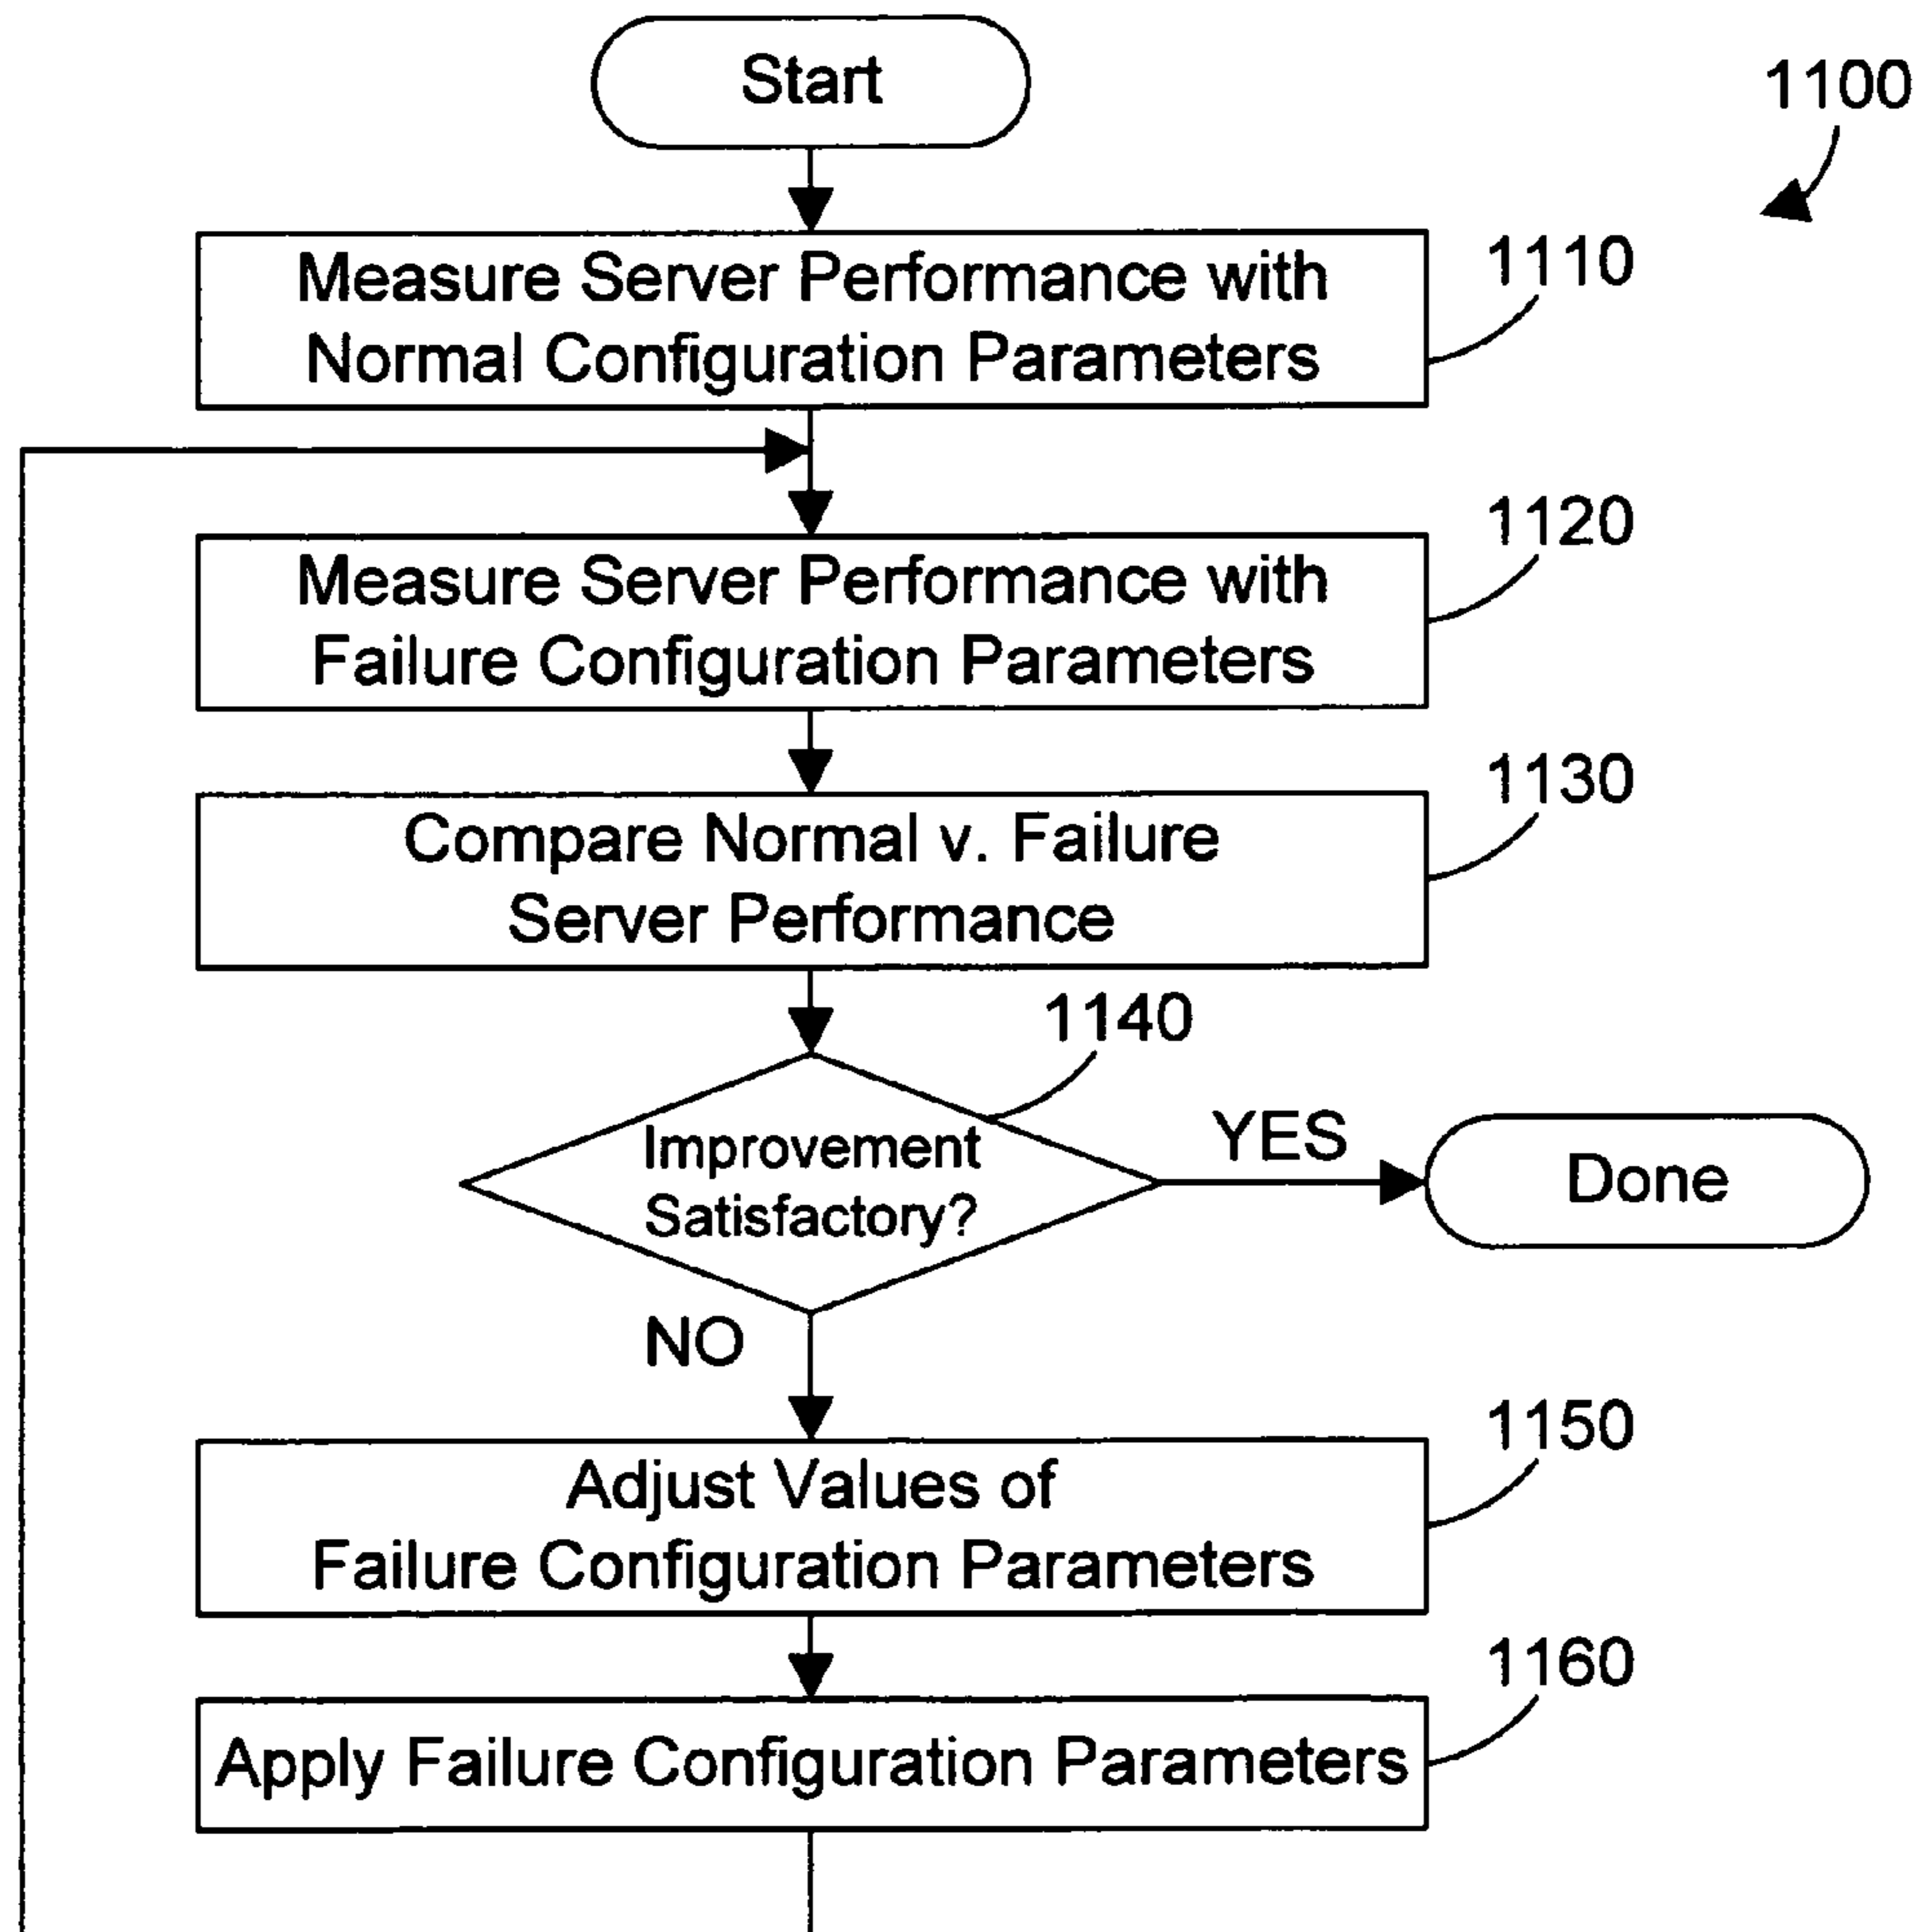 Start
1100
Measure Server Performance with
Normal Configuration Parameters
1110
Measure Server Performance with
Failure Configuration Parameters
1120
Compare Normal v. Failure
Server Performance
1130
1140
Improvement
Satisfactory?
YES
Done
NO
Adjust Values of
Failure Configuration Parameters
1150
Apply Failure Configuration Parameters
1160